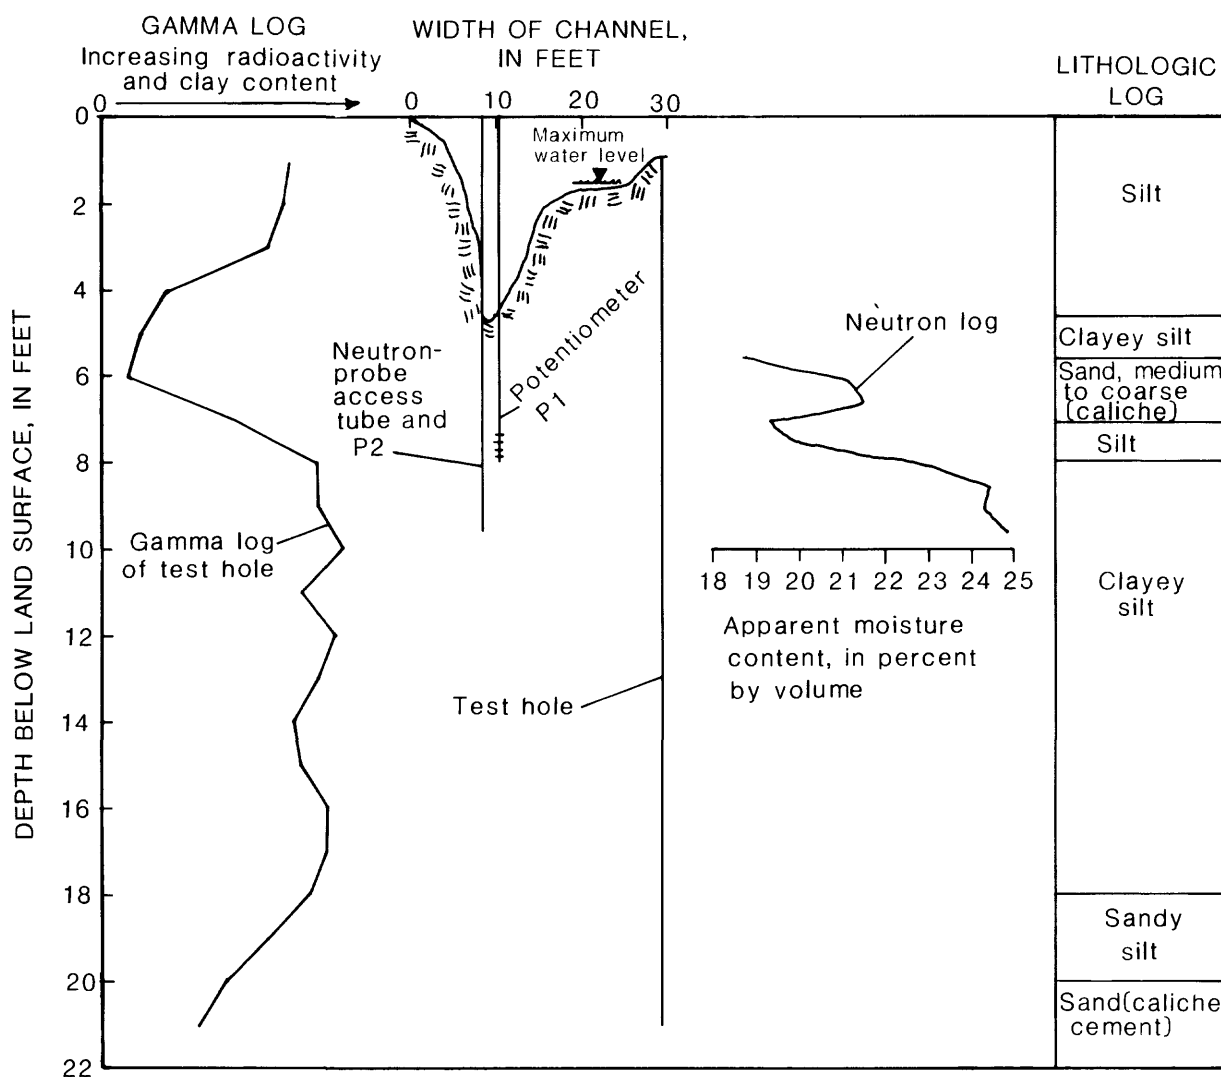 GAMMA LOG
Increasing radioactivity
and clay content
0
WIDTH OF CHANNEL,
IN FEET
0 10 20 30
LITHOLOGIC
LOG
DEPTH BELOW LAND SURFACE, IN FEET
0
2
4
6
8
10
12
14
16
18
20
22
Maximum
water level
Neutron-
probe
access
tube and
P2
Potentiometer
P1
Gamma log
of test hole
Test hole
Neutron log
18 19 20 21 22 23 24 25
Apparent moisture
content, in percent
by volume
Silt
Clayey silt
Sand, medium
to coarse
(caliche)
Silt
Clayey
silt
Sandy
silt
Sand(caliche
cement)